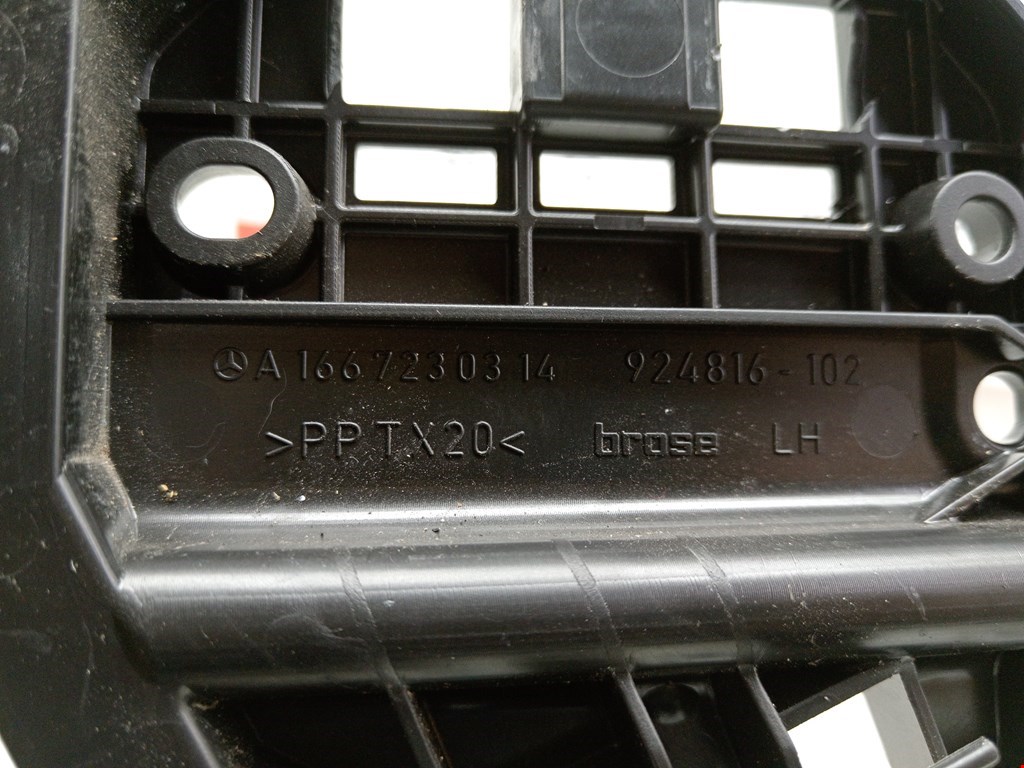 A 166 723 03 14 924816-102
>PP TX20< brose LH